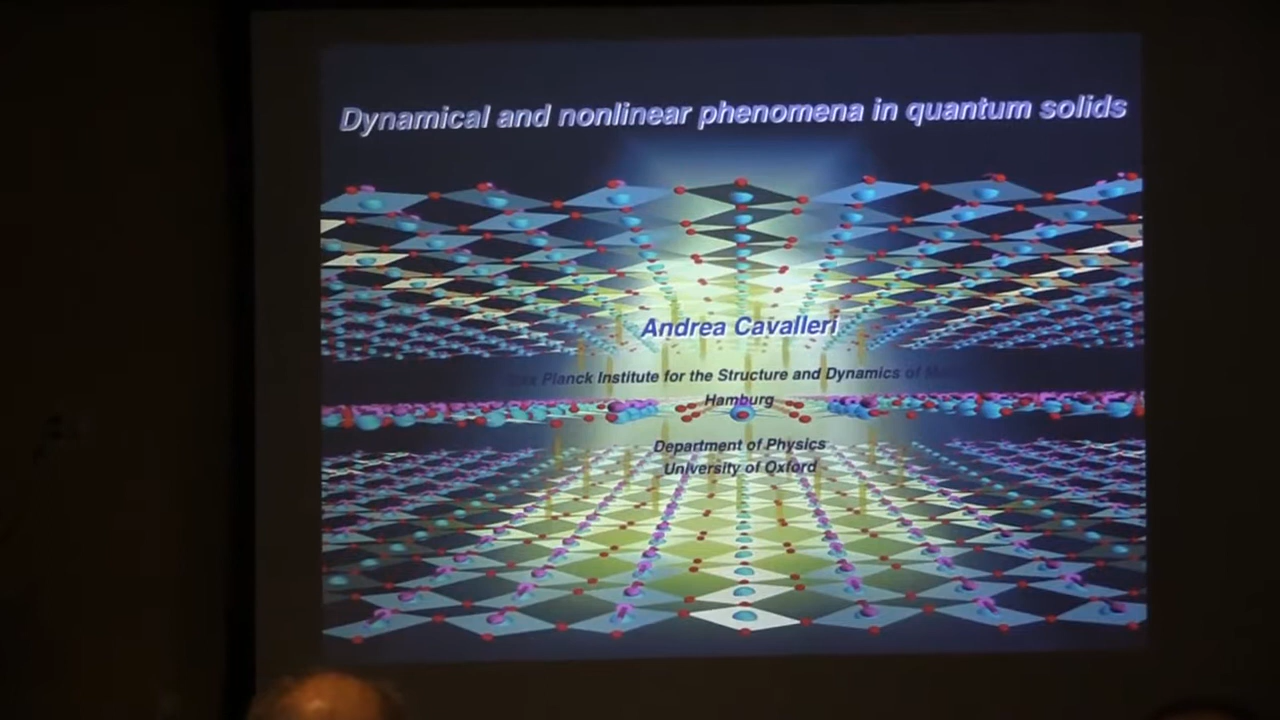 Dynamical and nonlinear phenomena in quantum solids
Andrea Cavalleri
Planck Institute for the Structure and Dynamics of
Hamburg
Department of Physics
University of Oxford